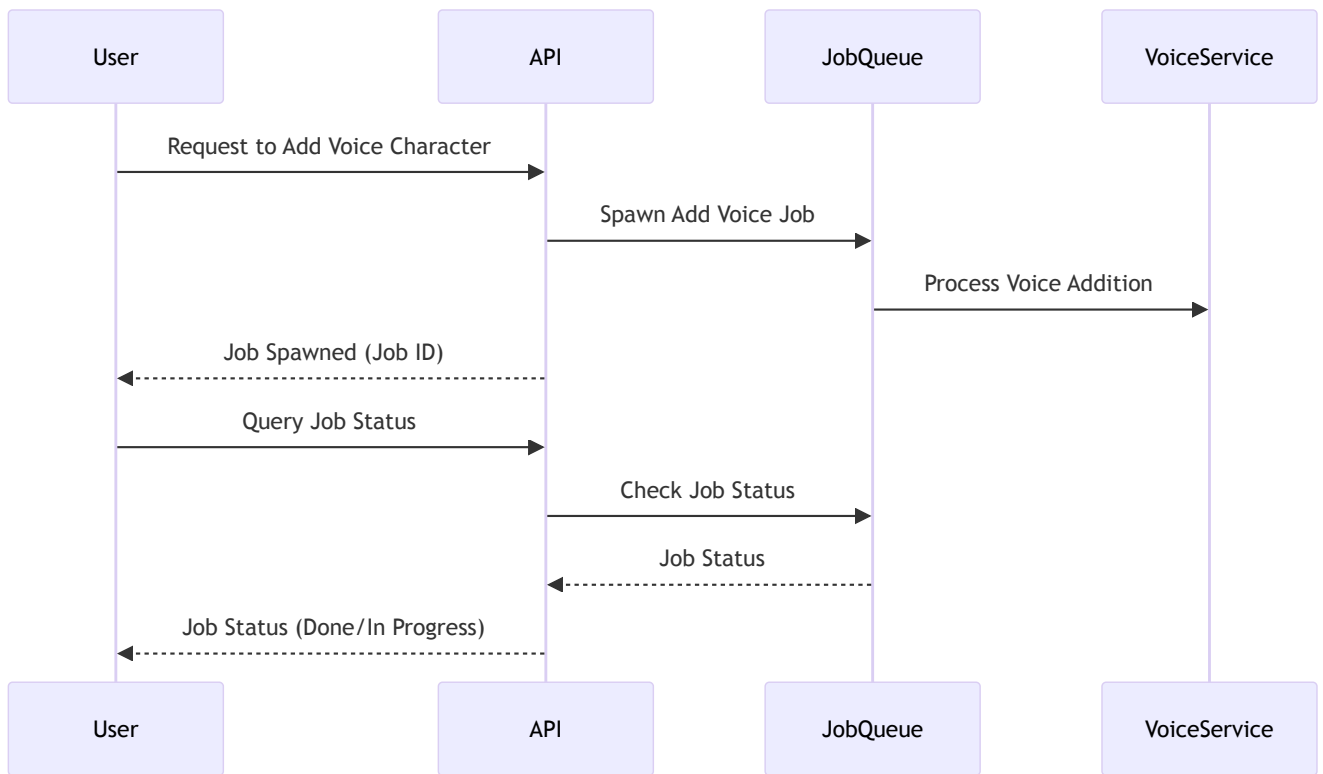 User
API
JobQueue
VoiceService
Request to Add Voice Character
Spawn Add Voice Job
Process Voice Addition
Job Spawned (Job ID)
Query Job Status
Check Job Status
Job Status
Job Status (Done/In Progress)
User
API
JobQueue
VoiceService